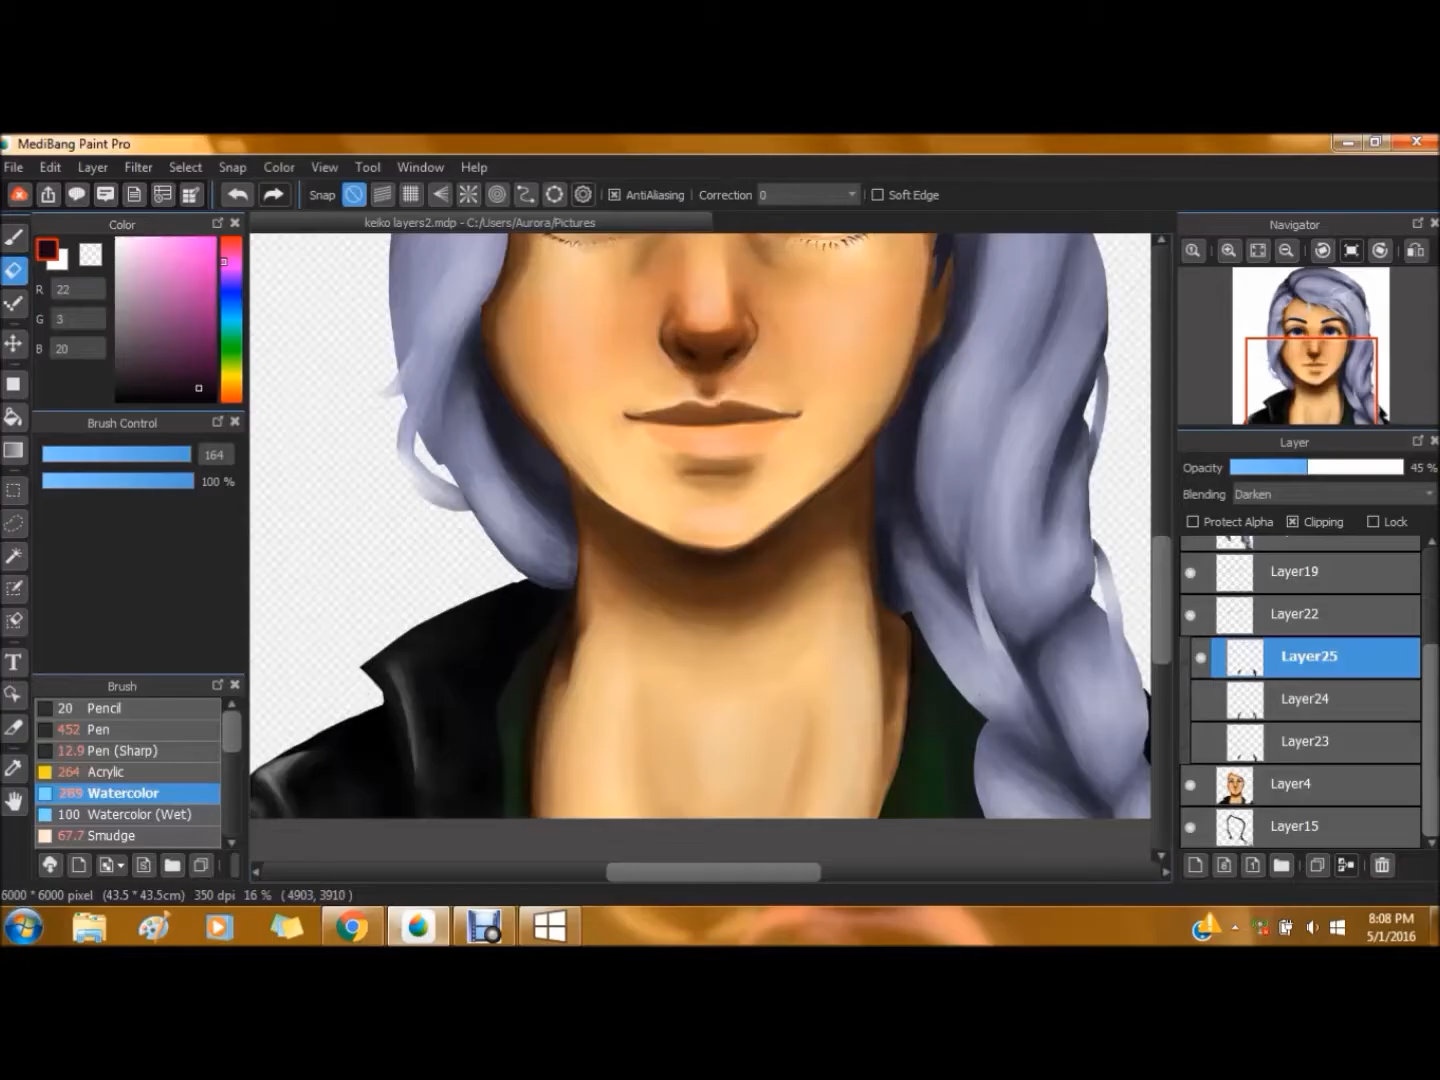 MediBang Paint Pro
File Edit Layer Filter Select Snap Color View Tool Window Help
Snap AntiAliasing Correction 0 Soft Edge
Color
keiko layers2.mdp - C:/Users/Aurora/Pictures
Navigator
R 22
G 3
B 20
Brush Control
164
100 %
Layer
Opacity 45 %
Blending Darken
Protect Alpha Clipping Lock
Layer19
Layer22
Layer25
Layer24
Layer23
Layer4
Layer15
Brush
20 Pencil
452 Pen
12.9 Pen (Sharp)
264 Acrylic
289 Watercolor
100 Watercolor (Wet)
67.7 Smudge
6000 * 6000 pixel (43.5 * 43.5cm) 350 dpi 16 % ( 4903, 3910 )
8:08 PM
5/1/2016